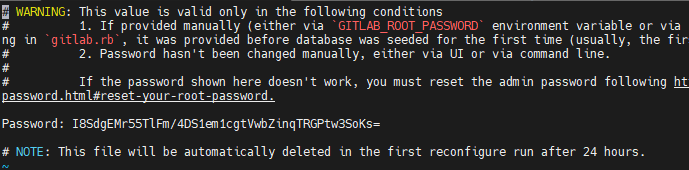 # WARNING: This value is valid only in the following conditions
#          1. If provided manually (either via `GITLAB_ROOT_PASSWORD` environment variable or via
ng in `gitlab.rb`, it was provided before database was seeded for the first time (usually, the fir
#          2. Password hasn't been changed manually, either via UI or via command line.
#
#          If the password shown here doesn't work, you must reset the admin password following ht
password.html#reset-your-root-password.
Password: I8SdgEMr55TlFm/4DS1em1cgtVwbZinqTRGPtw3SoKs=
# NOTE: This file will be automatically deleted in the first reconfigure run after 24 hours.
~